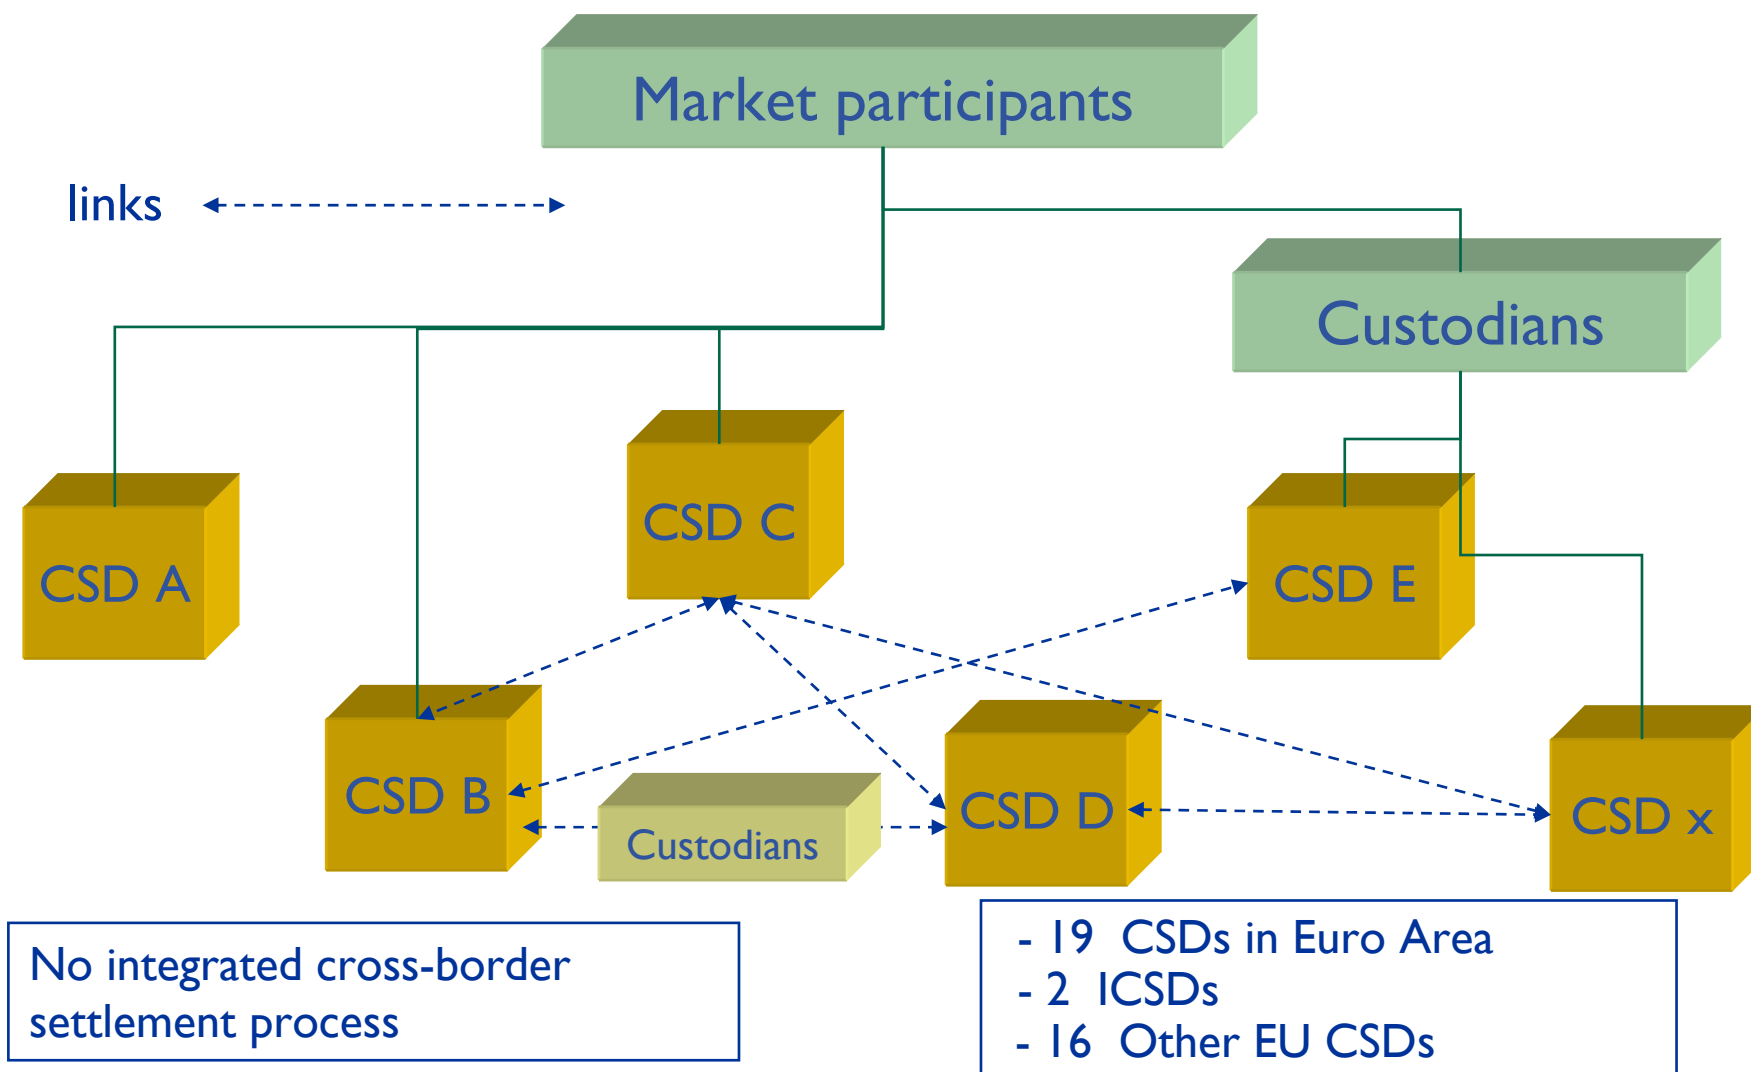 Market participants
links
Custodians
CSD C
CSD A
CSD E
CSD B
CSD D
CSD x
Custodians
No integrated cross-border
settlement process
- 19 CSDs in Euro Area
- 2 ICSDs
- 16 Other EU CSDs